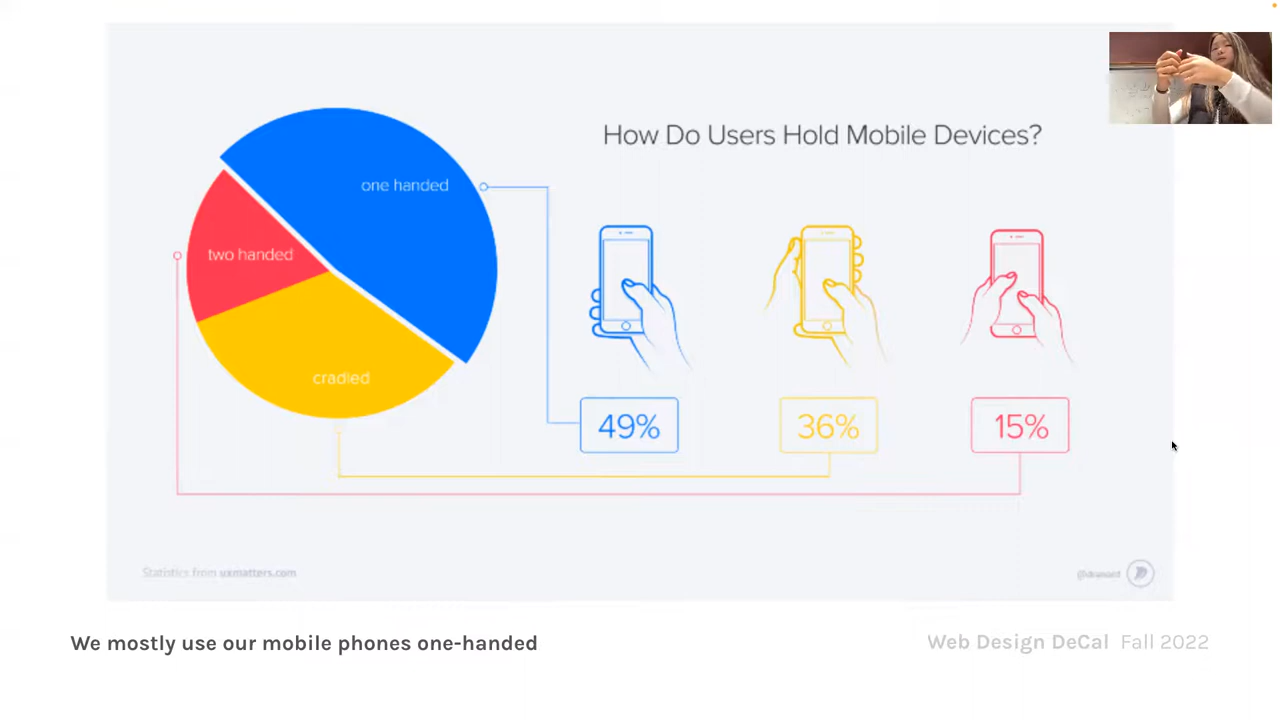 How Do Users Hold Mobile Devices?
one handed
two handed
cradled
49%
36%
15%
Statistics from uxmatters.com
We mostly use our mobile phones one-handed
Web Design DeCal Fall 2022